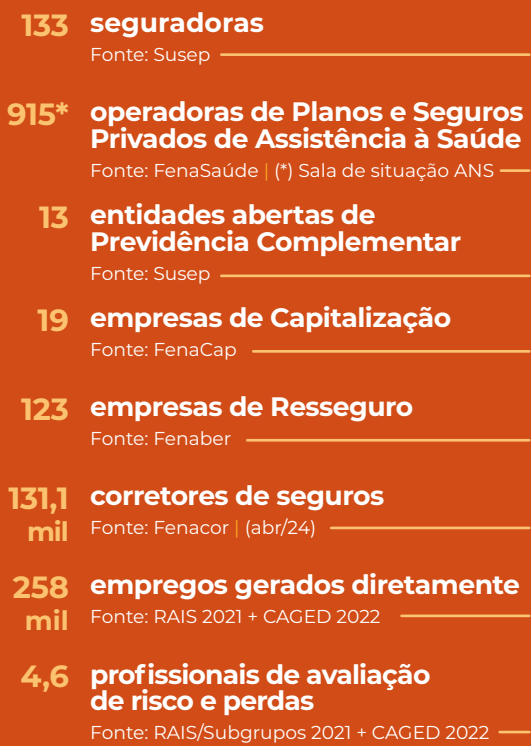 133 seguradoras
Fonte: Susep
915* operadoras de Planos e Seguros
Privados de Assistência à Saúde
Fonte: FenaSaúde | (*) Sala de situação ANS
13 entidades abertas de
Previdência Complementar
Fonte: Susep
19 empresas de Capitalização
Fonte: FenaCap
123 empresas de Resseguro
Fonte: Fenaber
131,1 corretores de seguros
mil Fonte: Fenacor | (abr/24)
258 empregos gerados diretamente
mil Fonte: RAIS 2021 + CAGED 2022
4,6 profissionais de avaliação
de risco e perdas
Fonte: RAIS/Subgrupos 2021 + CAGED 2022